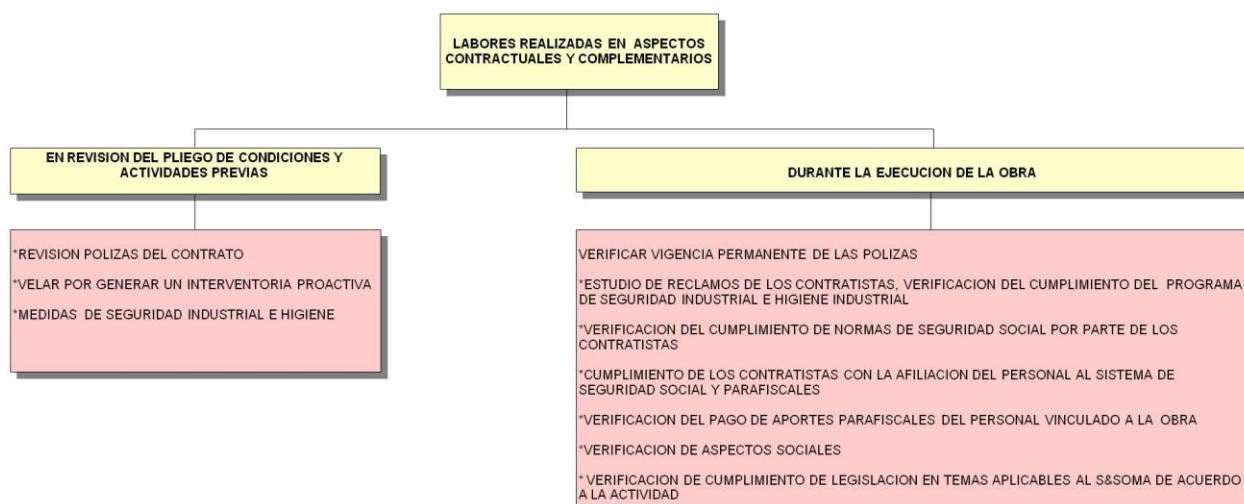 LABORES REALIZADAS EN ASPECTOS
CONTRACTUALES Y COMPLEMENTARIOS
EN REVISION DEL PLIEGO DE CONDICIONES Y
ACTIVIDADES PREVIAS
*REVISION POLIZAS DEL CONTRATO
*VELAR POR GENERAR UN INTERVENTORIA PROACTIVA
*MEDIDAS DE SEGURIDAD INDUSTRIAL E HIGIENE
DURANTE LA EJECUCION DE LA OBRA
VERIFICAR VIGENCIA PERMANENTE DE LAS POLIZAS
*ESTUDIO DE RECLAMOS DE LOS CONTRATISTAS, VERIFICACION DEL CUMPLIMIENTO DEL PROGRAMA
DE SEGURIDAD INDUSTRIAL E HIGIENE INDUSTRIAL
*VERIFICACION DEL CUMPLIMIENTO DE NORMAS DE SEGURIDAD SOCIAL POR PARTE DE LOS
CONTRATISTAS
*CUMPLIMIENTO DE LOS CONTRATISTAS CON LA AFILIACION DEL PERSONAL AL SISTEMA DE
SEGURIDAD SOCIAL Y PARAFISCALES
*VERIFICACION DEL PAGO DE APORTES PARAFISCALES DEL PERSONAL VINCULADO A LA OBRA
*VERIFICACION DE ASPECTOS SOCIALES
* VERIFICACION DE CUMPLIMIENTO DE LEGISLACION EN TEMAS APLICABLES AL S&SOMA DE ACUERDO
A LA ACTIVIDAD